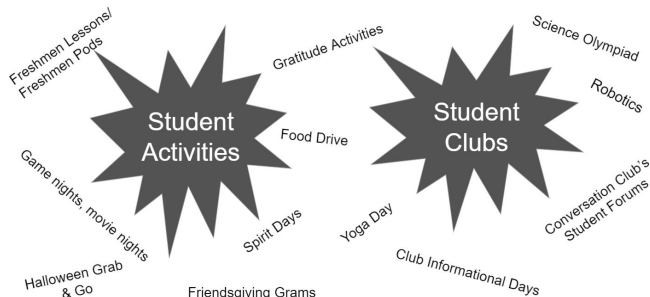 Freshmen Lessons/
Freshmen Pods
Student
Activities
Gratitude Activities
Food Drive
Game nights, movie nights
Spirit Days
Halloween Grab
& Go
Friendsgiving Grams
Student
Clubs
Science Olympiad
Robotics
Conversation Club's
Student Forums
Yoga Day
Club Informational Days